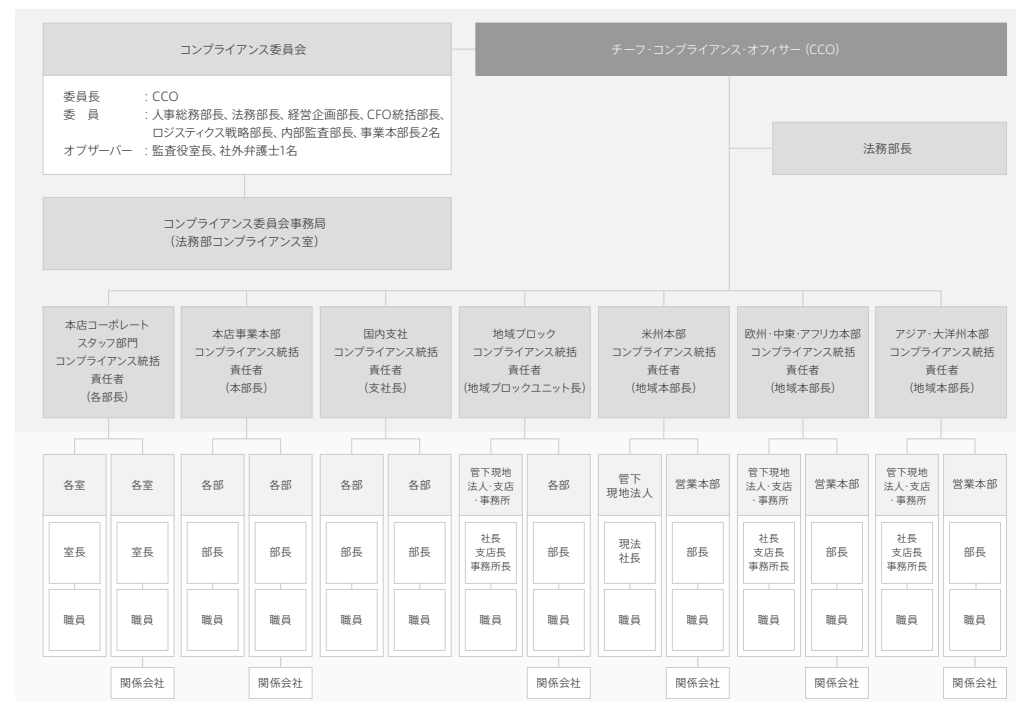 コンプライアンス委員会
チーフ・コンプライアンス・オフィサー (CCO)
委員長　：CCO
委　員　：人事総務部長、法務部長、経営企画部長、CFO統括部長、
ロジスティクス戦略部長、内部監査部長、事業本部長2名
オブザーバー　：監査役室長、社外弁護士1名
法務部長
コンプライアンス委員会事務局
（法務部コンプライアンス室）
本店コーポレート
スタッフ部門
コンプライアンス統括
責任者
（各部長）
本店事業本部
コンプライアンス統括
責任者
（本部長）
国内支社
コンプライアンス統括
責任者
（支社長）
地域ブロック
コンプライアンス統括
責任者
（地域ブロックユニット長）
米州本部
コンプライアンス統括
責任者
（地域本部長）
欧州・中東・アフリカ本部
コンプライアンス統括
責任者
（地域本部長）
アジア・大洋州本部
コンプライアンス統括
責任者
（地域本部長）
各室
室長
職員
各室
室長
職員
関係会社
各部
部長
職員
各部
部長
職員
関係会社
各部
部長
職員
各部
部長
職員
管下現地
法人・支店
・事務所
社長
支店長
事務所長
職員
各部
部長
職員
関係会社
管下
現地法人
現法
社長
職員
営業本部
部長
職員
関係会社
管下現地
法人・支店
・事務所
社長
支店長
事務所長
職員
営業本部
部長
職員
関係会社
管下現地
法人・支店
・事務所
社長
支店長
事務所長
職員
営業本部
部長
職員
関係会社